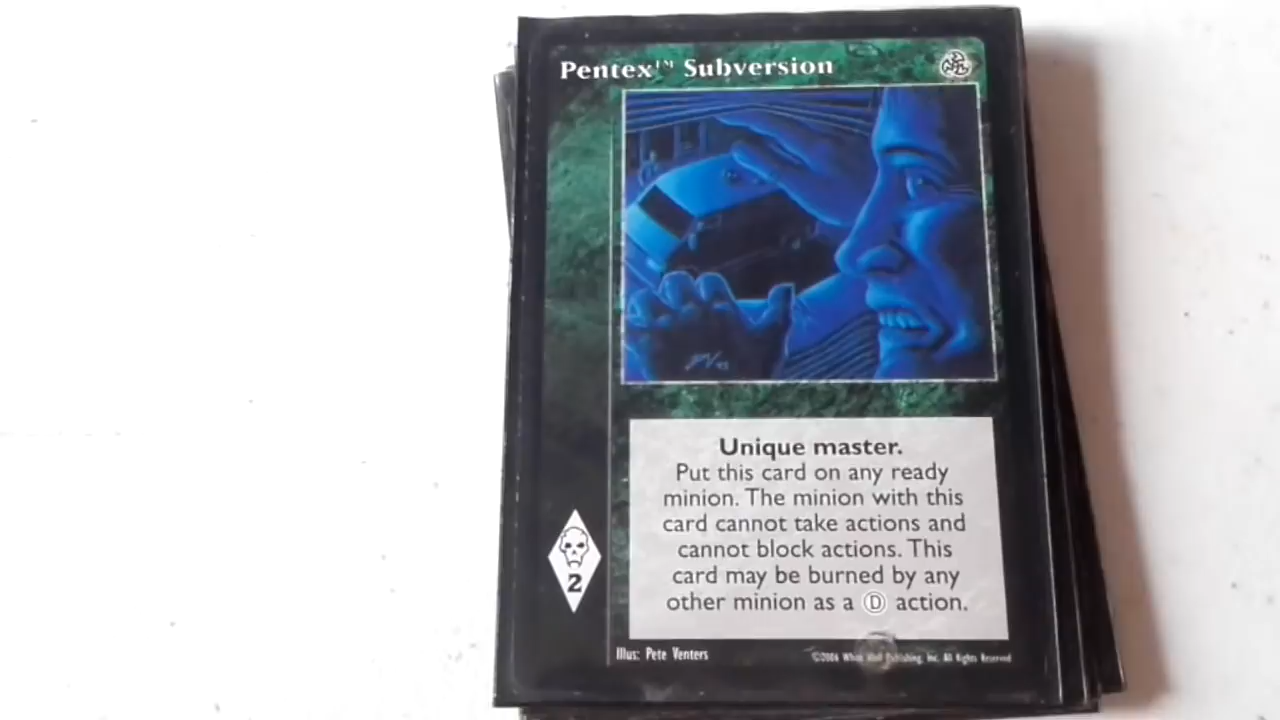 Pentex™ Subversion
Unique master.
Put this card on any ready
minion. The minion with this
card cannot take actions and
cannot block actions. This
card may be burned by any
other minion as a Ⓓ action.
2
Illus: Pete Venters
©2006 White Wolf Publishing, Inc. All Rights Reserved